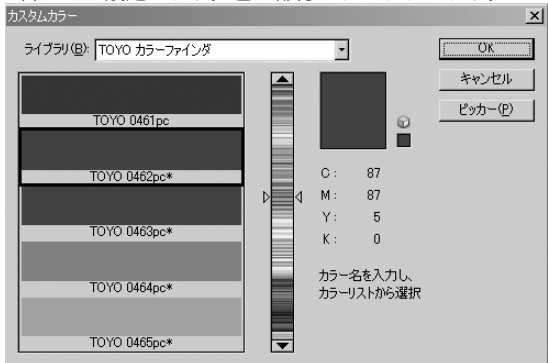 カスタムカラー
ライブラリ(B): TOYO カラーファインダ
OK
キャンセル
ピッカー(P)
TOYO 0461pc
TOYO 0462pc*
TOYO 0463pc*
TOYO 0464pc*
TOYO 0465pc*
C: 87
M: 87
Y: 5
K: 0
カラー名を入力し、
カラーリストから選択